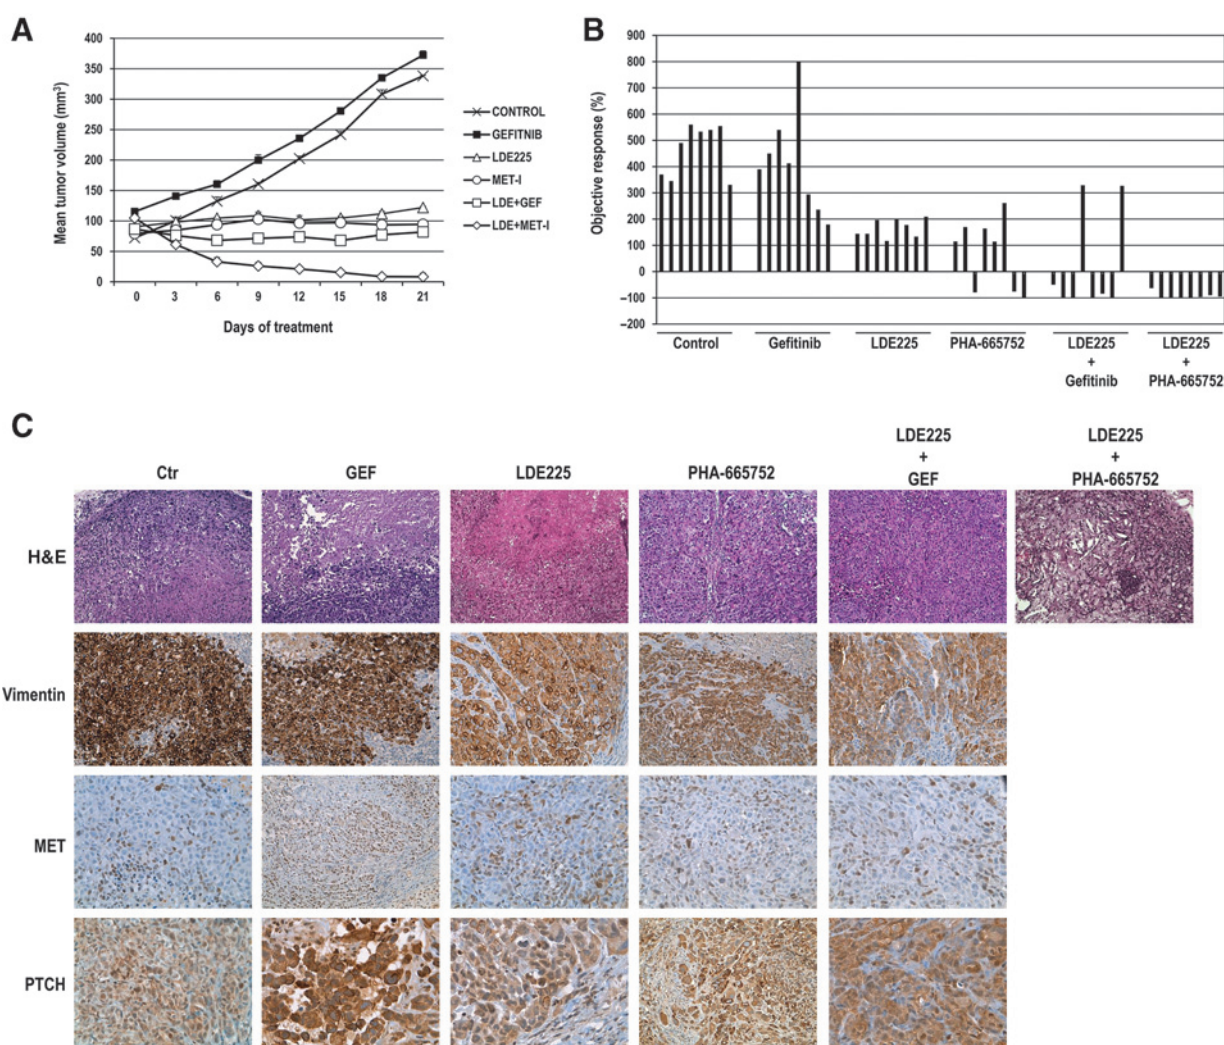 A
Mean tumor volume (mm³)
400
350
300
250
200
150
100
50
0
0 3 6 9 12 15 18 21
Days of treatment
CONTROL
GEFITNIB
LDE225
MET-I
LDE+GEF
LDE+MET-I
B
Objective response (%)
900
800
700
600
500
400
300
200
100
0
–100
–200
Control Gefitinib LDE225 PHA-665752 LDE225 LDE225
+ +
Gefitinib PHA-665752
C
LDE225 LDE225
+ +
Ctr GEF LDE225 PHA-665752 GEF PHA-665752
H&E
Vimentin
MET
PTCH